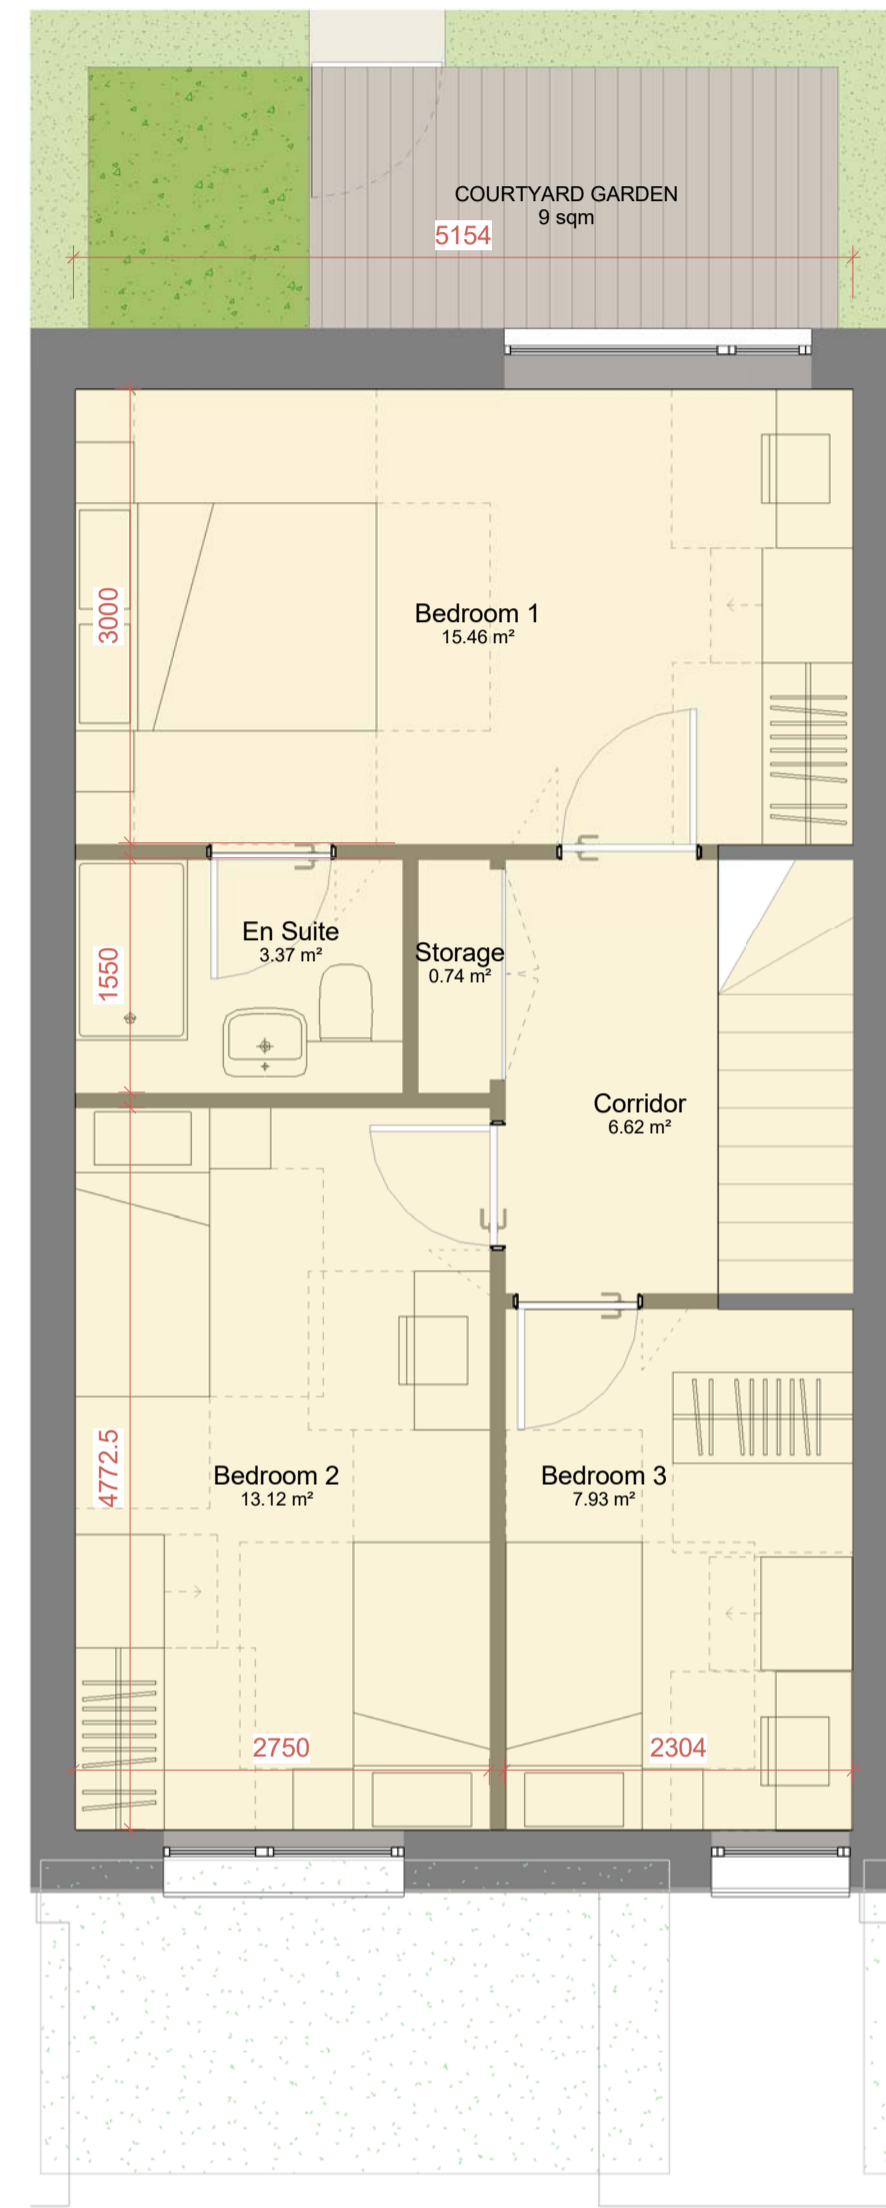 COURTYARD GARDEN
9 sqm
5154
3000
Bedroom 1
15.46 m²
1550
En Suite
3.37 m²
Storage
0.74 m²
Corridor
6.62 m²
4772.5
Bedroom 2
13.12 m²
Bedroom 3
7.93 m²
2750
2304